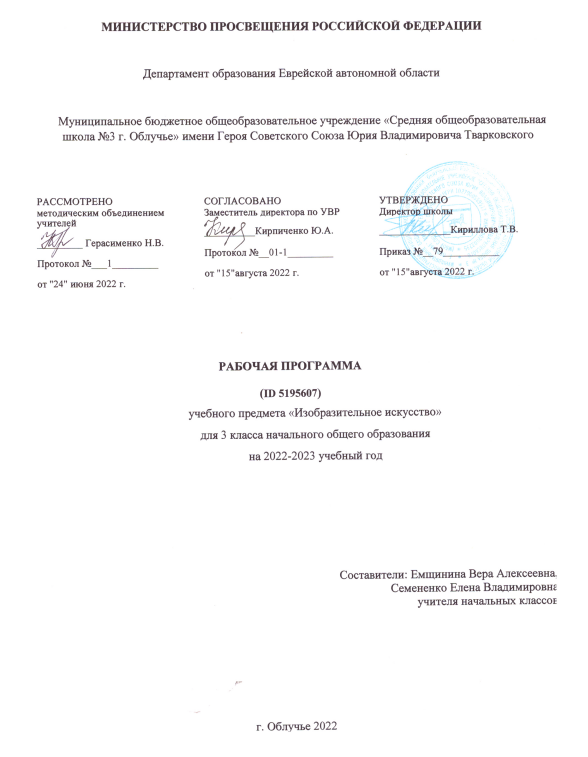 МИНИСТЕРСТВО ПРОСВЕЩЕНИЯ РОССИЙСКОЙ ФЕДЕРАЦИИ
Департамент образования Еврейской автономной области
Муниципальное бюджетное общеобразовательное учреждение «Средняя общеобразовательная
школа №3 г. Облучье» имени Героя Советского Союза Юрия Владимировича Тварковского
РАССМОТРЕНО
методическим объединением
учителей
Герасименко Н.В.
Протокол №___1_________
от "24" июня 2022 г.
СОГЛАСОВАНО
Заместитель директора по УВР
Кирпиченко Ю.А.
Протокол №__01-1_________
от "15"августа 2022 г.
УТВЕРЖДЕНО
Директор школы
Кириллова Т.В.
Приказ №__79___________
от "15"августа 2022 г.
РАБОЧАЯ ПРОГРАММА
(ID 5195607)
учебного предмета «Изобразительное искусство»
для 3 класса начального общего образования
на 2022-2023 учебный год
Составители: Емщинина Вера Алексеевна.
Семененко Елена Владимировна
учителя начальных классов
г. Облучье 2022